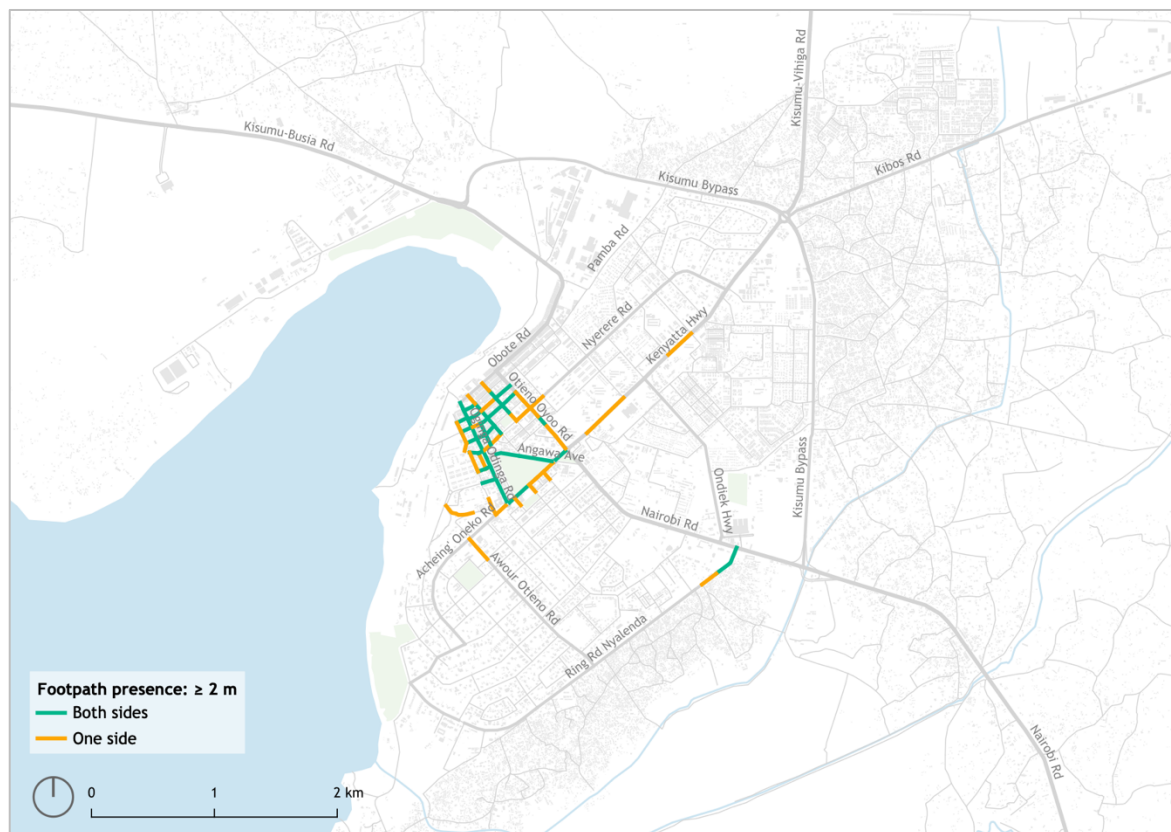 Kisumu-Vihiga Rd
Kisumu-Busia Rd
Kibos Rd
Kisumu Bypass
Pamba Rd
Nyerere Rd
Kenyatta Hwy
Obote Rd
Otieno Oyoo Rd
Odinga Rd
Angawa Ave
Ondiek Hwy
Kisumu Bypass
Nairobi Rd
Acheing' Oneko Rd
Awour Otieno Rd
Ring Rd Nyalenda
Nairobi Rd
Footpath presence: ≥ 2 m
Both sides
One side
0 1 2 km